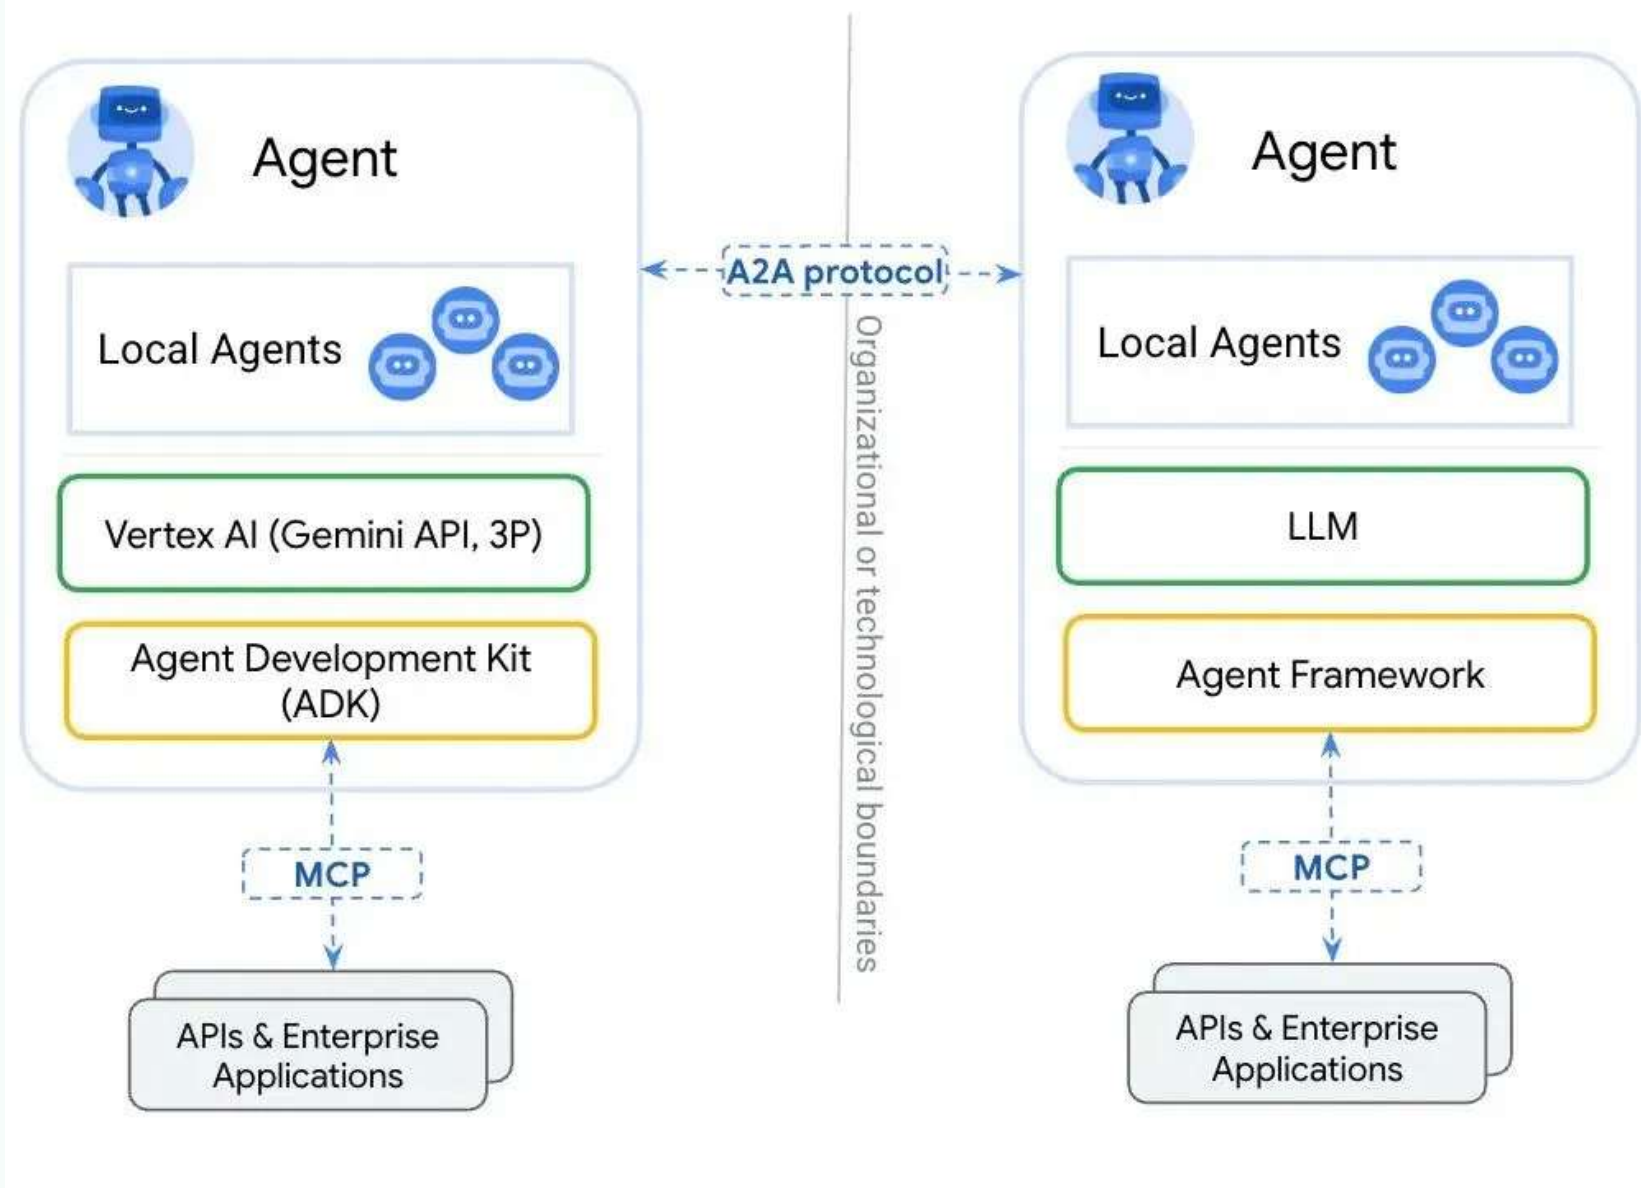 Agent
Local Agents
Vertex AI (Gemini API, 3P)
Agent Development Kit
(ADK)
MCP
APIs & Enterprise
Applications
A2A protocol
Organizational or technological boundaries
Agent
Local Agents
LLM
Agent Framework
MCP
APIs & Enterprise
Applications